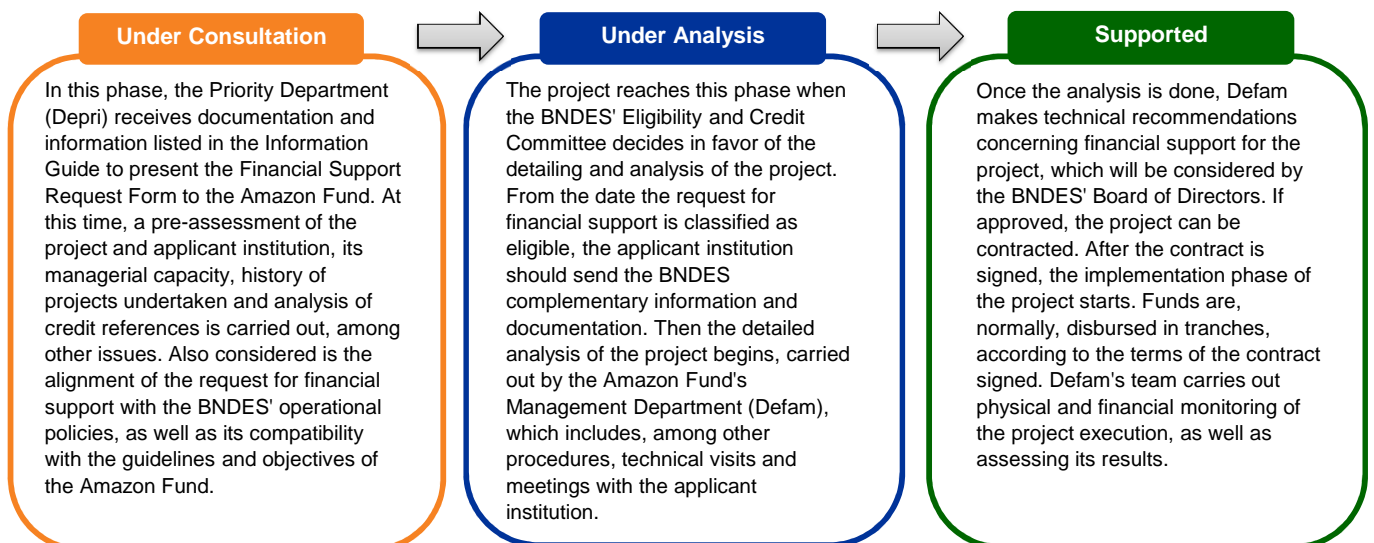 Under Consultation
In this phase, the Priority Department
(Depri) receives documentation and
information listed in the Information
Guide to present the Financial Support
Request Form to the Amazon Fund. At
this time, a pre-assessment of the
project and applicant institution, its
managerial capacity, history of
projects undertaken and analysis of
credit references is carried out, among
other issues. Also considered is the
alignment of the request for financial
support with the BNDES' operational
policies, as well as its compatibility
with the guidelines and objectives of
the Amazon Fund.
Under Analysis
The project reaches this phase when
the BNDES' Eligibility and Credit
Committee decides in favor of the
detailing and analysis of the project.
From the date the request for
financial support is classified as
eligible, the applicant institution
should send the BNDES
complementary information and
documentation. Then the detailed
analysis of the project begins, carried
out by the Amazon Fund's
Management Department (Defam),
which includes, among other
procedures, technical visits and
meetings with the applicant
institution.
Supported
Once the analysis is done, Defam
makes technical recommendations
concerning financial support for the
project, which will be considered by
the BNDES' Board of Directors. If
approved, the project can be
contracted. After the contract is
signed, the implementation phase of
the project starts. Funds are,
normally, disbursed in tranches,
according to the terms of the contract
signed. Defam's team carries out
physical and financial monitoring of
the project execution, as well as
assessing its results.